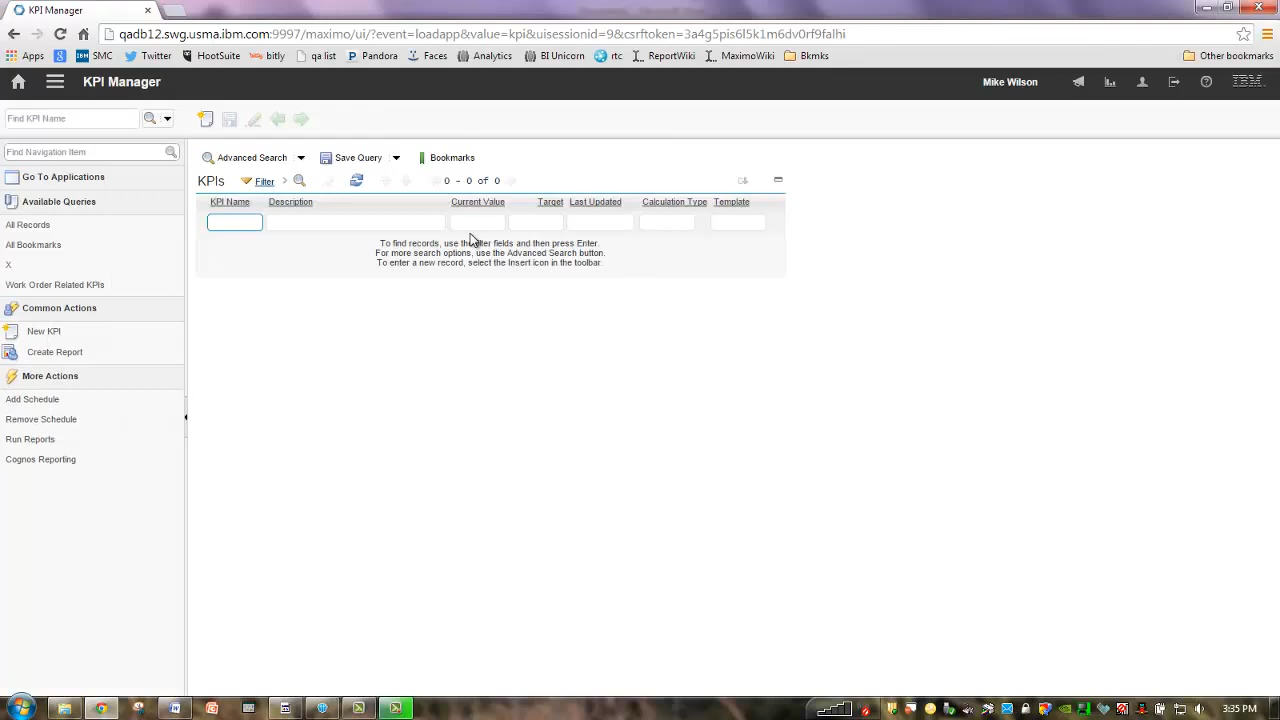 KPI Manager
qadb12.swg.usma.ibm.com:9997/maximo/ui/?event=loadapp&value=kpi&uisessionid=9&csrftoken=3a4g5pis6l5k1m6dv0rf9falhi
Apps SMC Twitter HootSuite bitly qa list Pandora Faces Analytics BI Unicorn rtc ReportWiki MaximoWiki Bkmks Other bookmarks
KPI Manager Mike Wilson IBM
Find KPI Name
Find Navigation Item
Go To Applications
Available Queries
All Records
All Bookmarks
X
Work Order Related KPIs
Common Actions
New KPI
Create Report
More Actions
Add Schedule
Remove Schedule
Run Reports
Cognos Reporting
Advanced Search Save Query Bookmarks
KPIs Filter 0 - 0 of 0
KPI Name Description Current Value Target Last Updated Calculation Type Template
To find records, use the filter fields and then press Enter.
For more search options, use the Advanced Search button.
To enter a new record, select the Insert icon in the toolbar.
3:35 PM